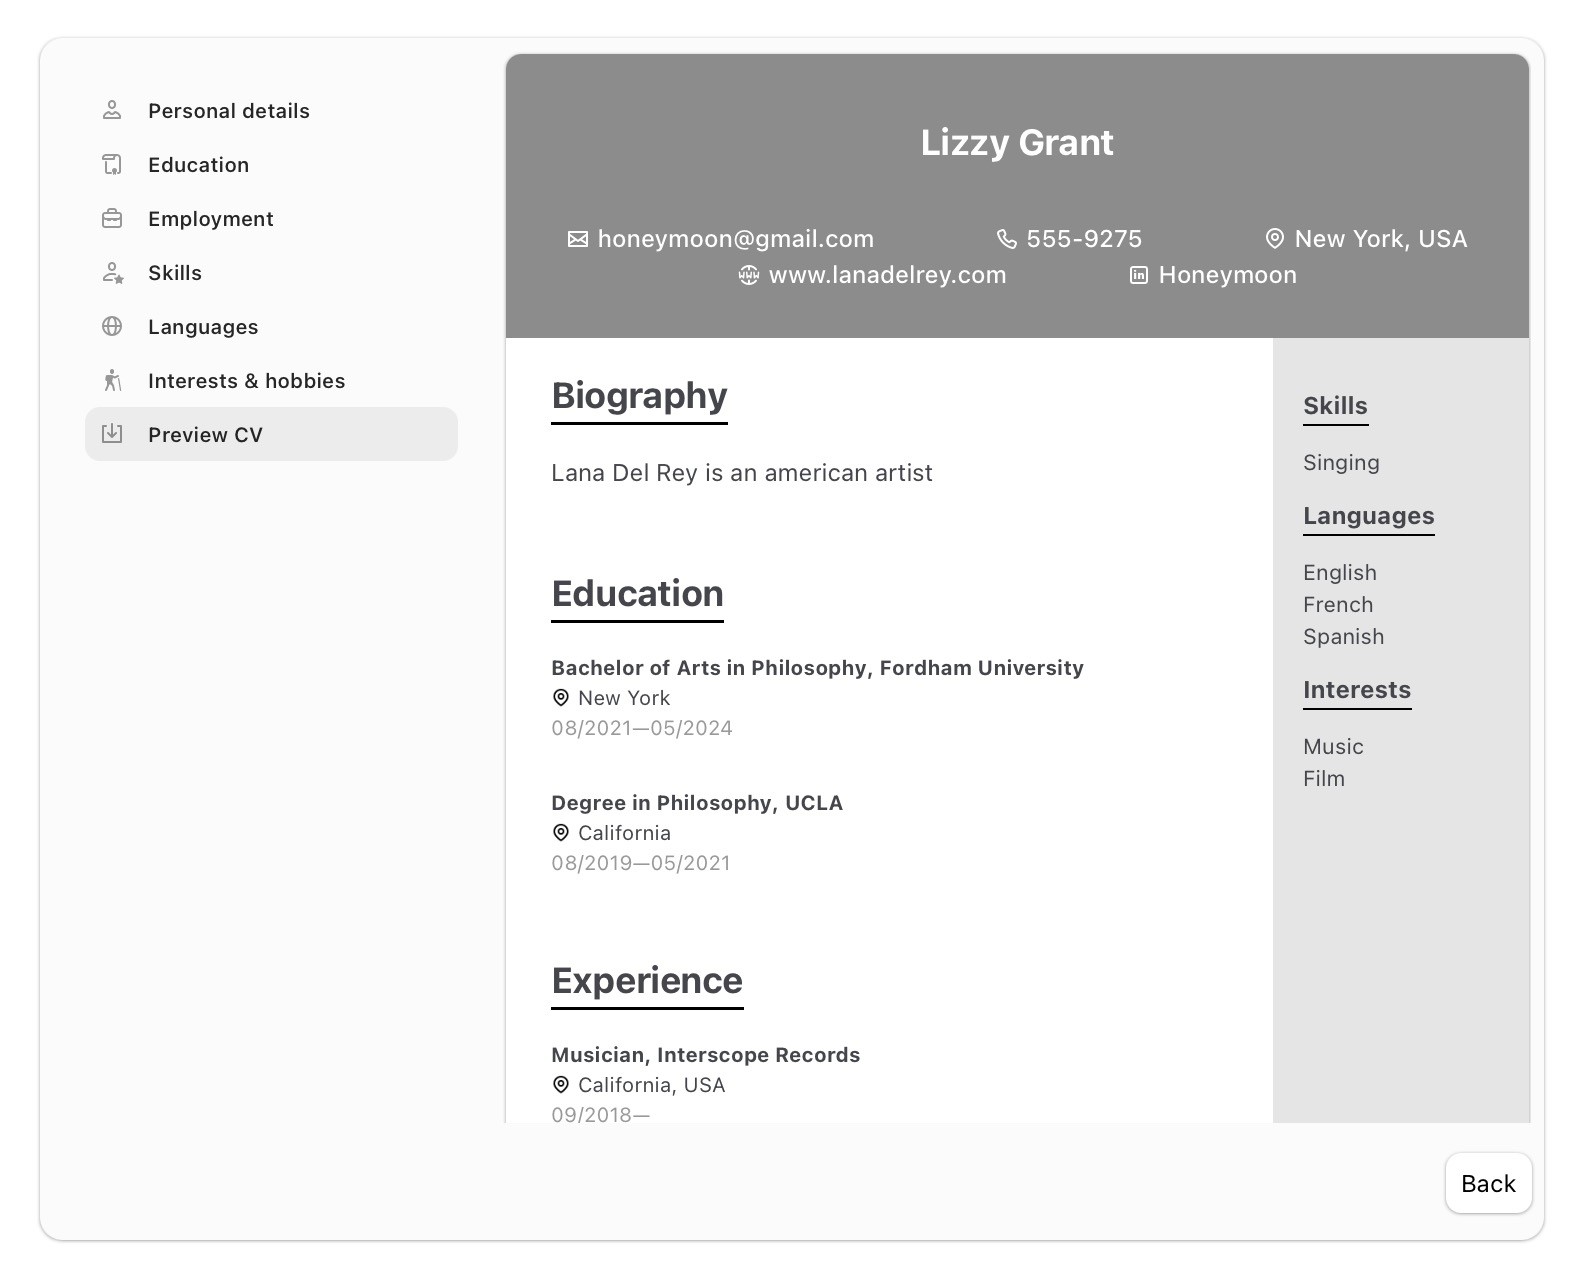 Personal details
Education
Employment
Skills
Languages
Interests & hobbies
Preview CV
Lizzy Grant
honeymoon@gmail.com 555-9275 New York, USA
www.lanadelrey.com Honeymoon
Biography
Lana Del Rey is an american artist
Education
Bachelor of Arts in Philosophy, Fordham University
New York
08/2021—05/2024
Degree in Philosophy, UCLA
California
08/2019—05/2021
Experience
Musician, Interscope Records
California, USA
09/2018—
Skills
Singing
Languages
English
French
Spanish
Interests
Music
Film
Back